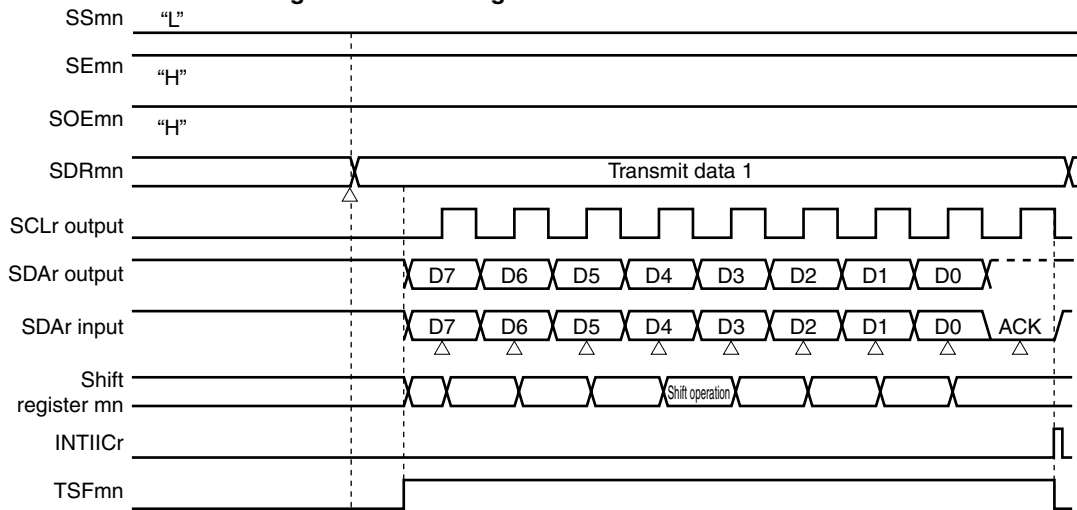 SSmn “L”
SEmn “H”
SOEmn “H”
SDRmn Transmit data 1
SCLr output
SDAr output D7 D6 D5 D4 D3 D2 D1 D0
SDAr input D7 D6 D5 D4 D3 D2 D1 D0 ACK
Shift
register mn Shift operation
INTIICr
TSFmn